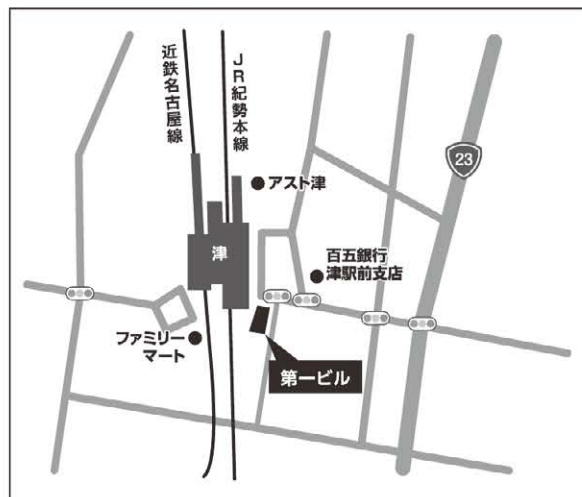 近鉄名古屋線
JR紀勢本線
23
アスト津
津
百五銀行
津駅前支店
ファミリー
マート
第一ビル